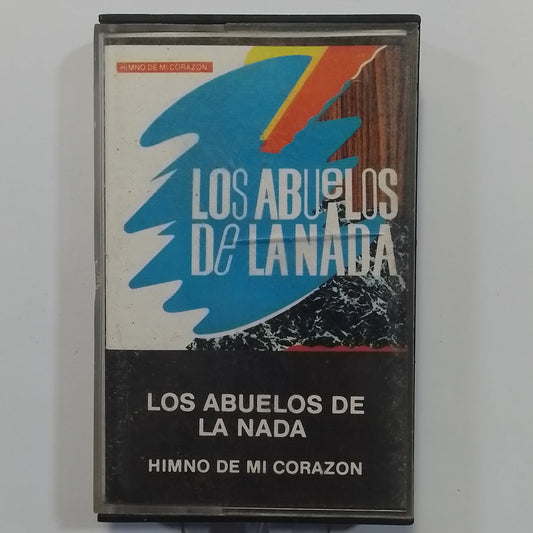 HIMNO DE MI CORAZON
LOS ABUeLOS
De LA NADA
LOS ABUELOS DE
LA NADA
HIMNO DE MI CORAZON